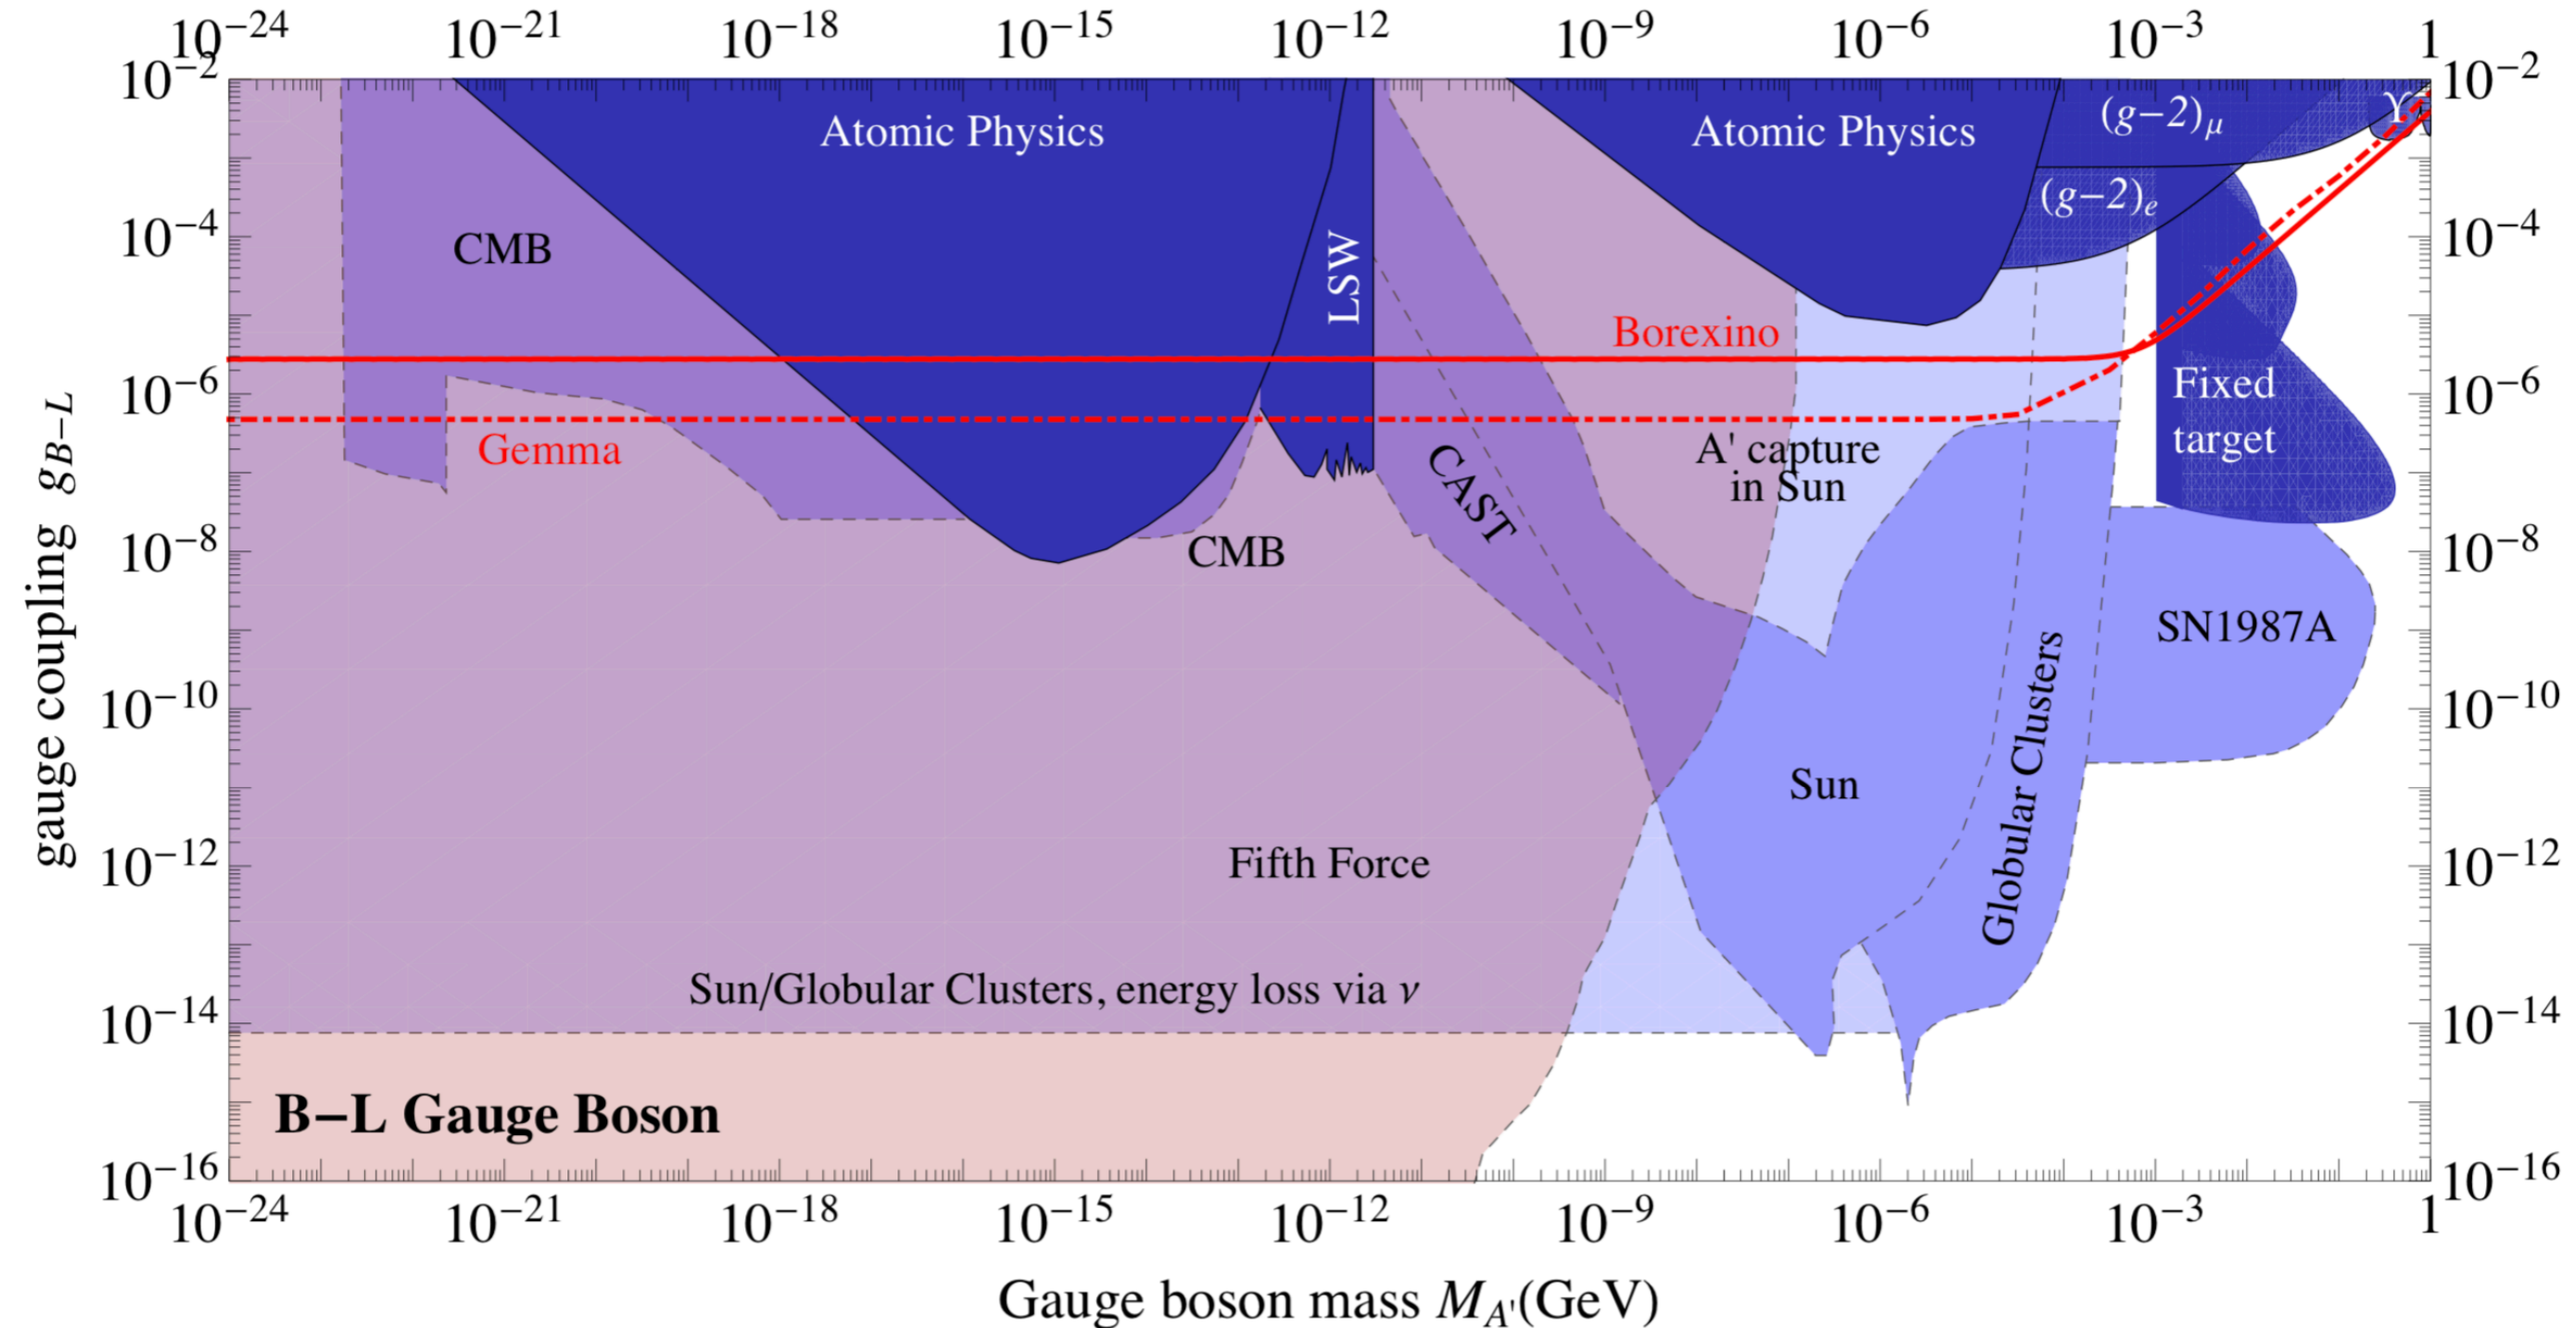 10−24 10−21 10−18 10−15 10−12 10−9 10−6 10−3 1
10−2 10−2
Atomic Physics Atomic Physics (g−2)μ ϒ
(g−2)e
CMB 10−4 10−4
LSW
Borexino
10−6 10−6
Fixed
target
Gemma
A' capture
in Sun
CAST
10−8 10−8
CMB
SN1987A
gauge coupling gB−L
10−10 10−10
Sun
Globular Clusters
10−12 10−12
Fifth Force
Sun/Globular Clusters, energy loss via ν
10−14 10−14
B−L Gauge Boson
10−16 10−16
10−24 10−21 10−18 10−15 10−12 10−9 10−6 10−3 1
Gauge boson mass MA'(GeV)